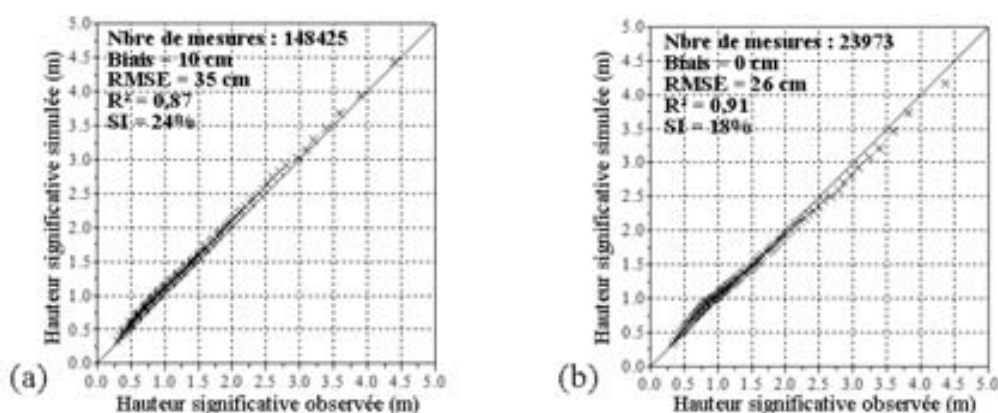 5.0
4.5
4.0
3.5
3.0
2.5
2.0
1.5
1.0
0.5
0.0
Hauteur significative simulée (m)
Nbre de mesures : 148425
Biais = 10 cm
RMSE = 35 cm
R² = 0,87
SI = 24%
0.0 0.5 1.0 1.5 2.0 2.5 3.0 3.5 4.0 4.5 5.0
Hauteur significative observée (m)
(a)
5.0
4.5
4.0
3.5
3.0
2.5
2.0
1.5
1.0
0.5
0.0
Hauteur significative simulée (m)
Nbre de mesures : 23973
Biais = 0 cm
RMSE = 26 cm
R² = 0,91
SI = 18%
0.0 0.5 1.0 1.5 2.0 2.5 3.0 3.5 4.0 4.5 5.0
Hauteur significative observée (m)
(b)